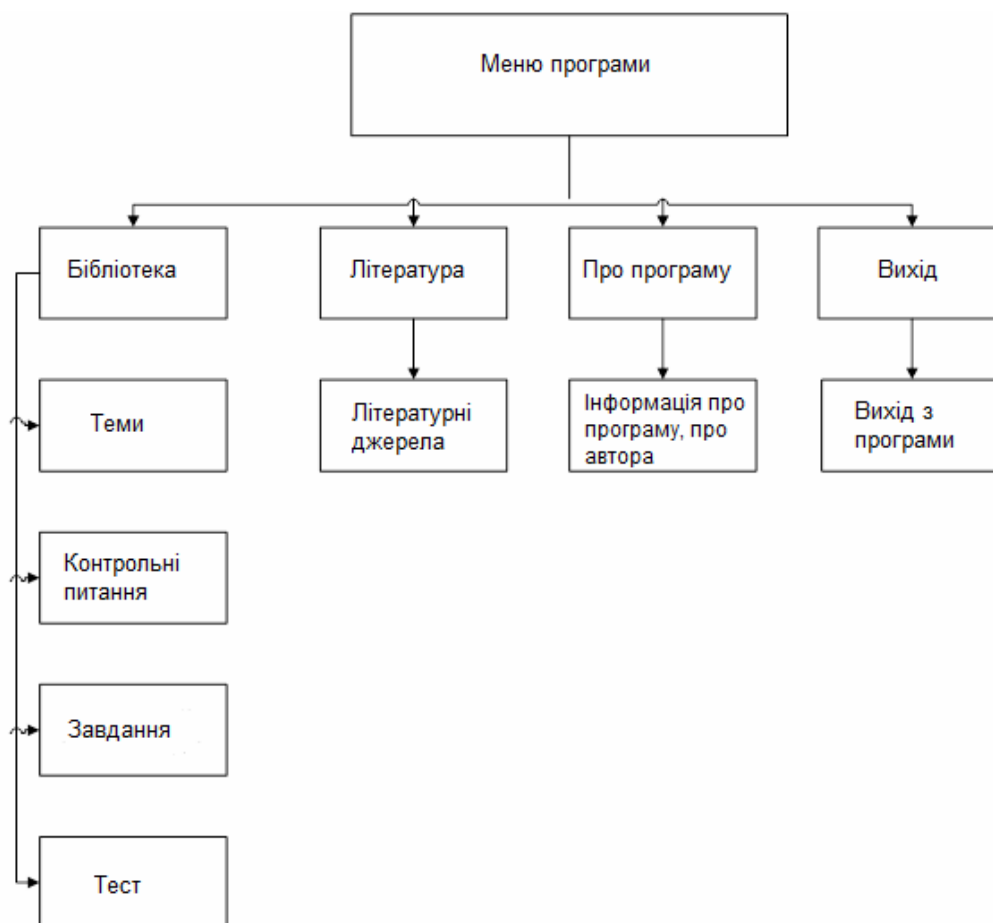 Меню програми
Бібліотека
Література
Про програму
Вихід
Теми
Літературні
джерела
Інформація про
програму, про
автора
Вихід з
програми
Контрольні
питання
Завдання
Тест